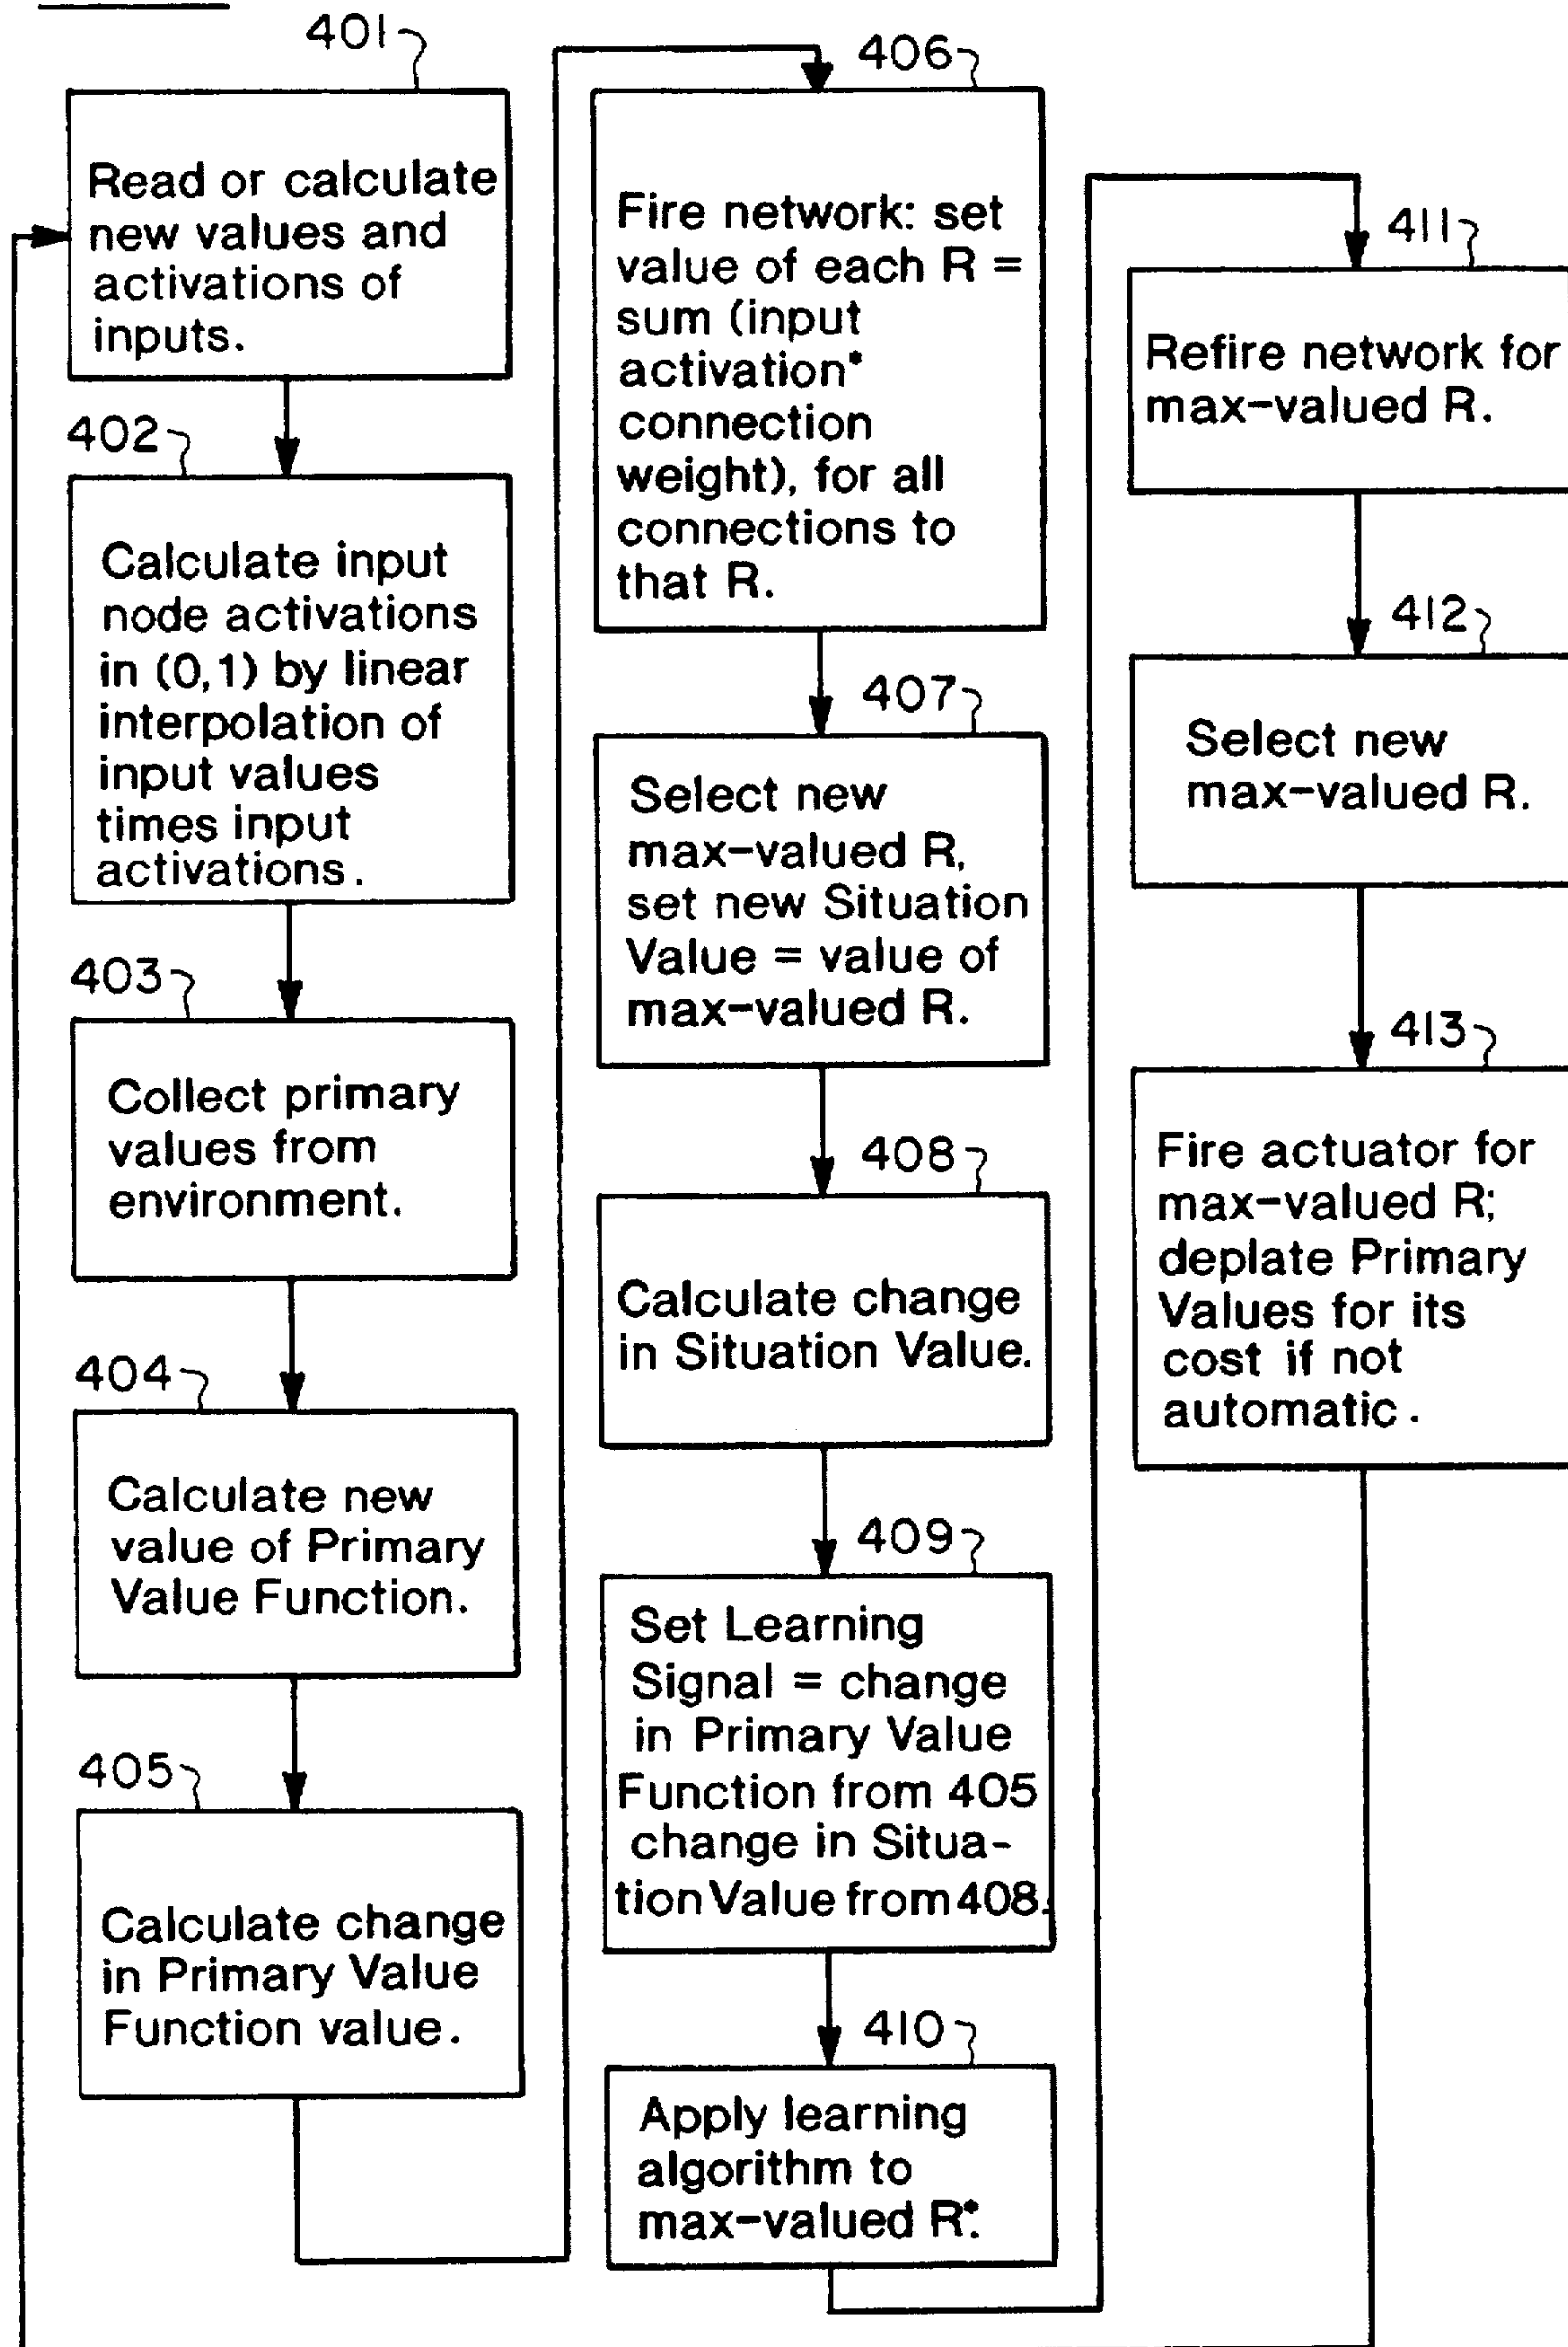 401
Read or calculate
new values and
activations of
inputs.
402
Calculate input
node activations
in (0,1) by linear
interpolation of
input values
times input
activations.
403
Collect primary
values from
environment.
404
Calculate new
value of Primary
Value Function.
405
Calculate change
in Primary Value
Function value.
406
Fire network: set
value of each R =
sum (input
activation*
connection
weight), for all
connections to
that R.
407
Select new
max-valued R,
set new Situation
Value = value of
max-valued R.
408
Calculate change
in Situation Value.
409
Set Learning
Signal = change
in Primary Value
Function from 405
change in Situa-
tion Value from 408.
410
Apply learning
algorithm to
max-valued R*.
411
Refire network for
max-valued R.
412
Select new
max-valued R.
413
Fire actuator for
max-valued R;
deplate Primary
Values for its
cost if not
automatic.